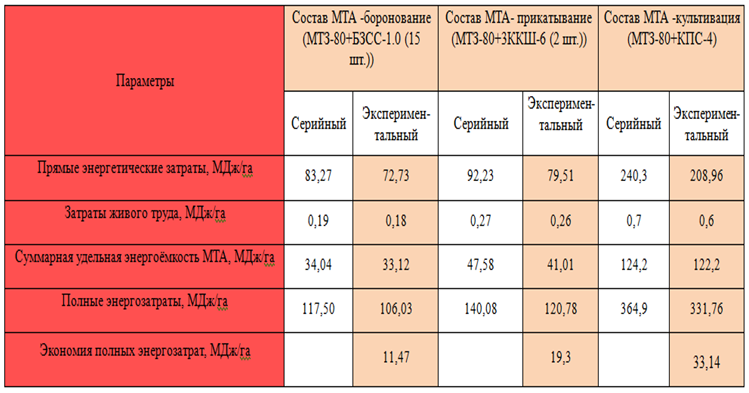 Параметры
Состав МТА -боронование
(МТЗ-80+БЗСС-1.0 (15
шт.))
Состав МТА- прикатывание
(МТЗ-80+3ККШ-6 (2 шт.))
Состав МТА -культивация
(МТЗ-80+КПС-4)
Серийный
Эксперимен-
тальный
Серийный
Эксперимен-
тальный
Серийный
Эксперимен-
тальный
Прямые энергетические затраты, МДж/га 83,27 72,73 92,23 79,51 240,3 208,96
Затраты живого труда, МДж/га 0,19 0,18 0,27 0,26 0,7 0,6
Суммарная удельная энергоёмкость МТА, МДж/га 34,04 33,12 47,58 41,01 124,2 122,2
Полные энергозатраты, МДж/га 117,50 106,03 140,08 120,78 364,9 331,76
Экономия полных энергозатрат, МДж/га 11,47 19,3 33,14